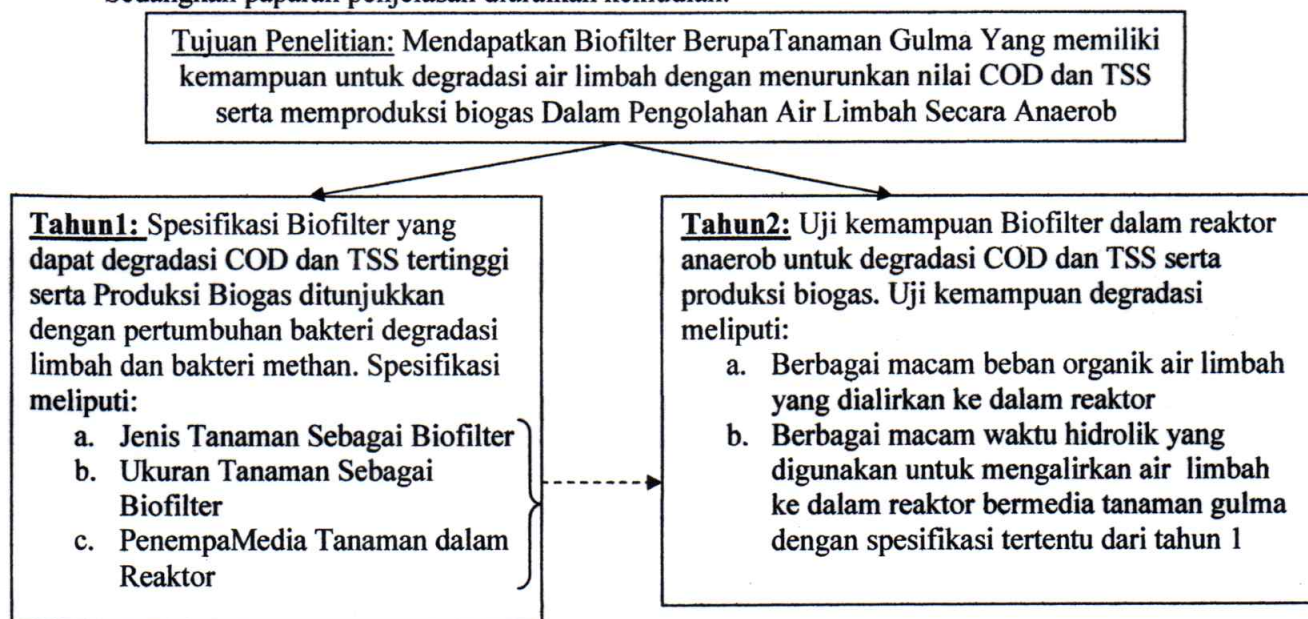 Tujuan Penelitian: Mendapatkan Biofilter BerupaTanaman Gulma Yang memiliki
kemampuan untuk degradasi air limbah dengan menurunkan nilai COD dan TSS
serta memproduksi biogas Dalam Pengolahan Air Limbah Secara Anaerob
Tahun1: Spesifikasi Biofilter yang
dapat degradasi COD dan TSS tertinggi
serta Produksi Biogas ditunjukkan
dengan pertumbuhan bakteri degradasi
limbah dan bakteri methan. Spesifikasi
meliputi:
a. Jenis Tanaman Sebagai Biofilter
b. Ukuran Tanaman Sebagai
Biofilter
c. PenempaMedia Tanaman dalam
Reaktor
Tahun2: Uji kemampuan Biofilter dalam reaktor
anaerob untuk degradasi COD dan TSS serta
produksi biogas. Uji kemampuan degradasi
meliputi:
a. Berbagai macam beban organik air limbah
yang dialirkan ke dalam reaktor
b. Berbagai macam waktu hidrolik yang
digunakan untuk mengalirkan air limbah
ke dalam reaktor bermedia tanaman gulma
dengan spesifikasi tertentu dari tahun 1